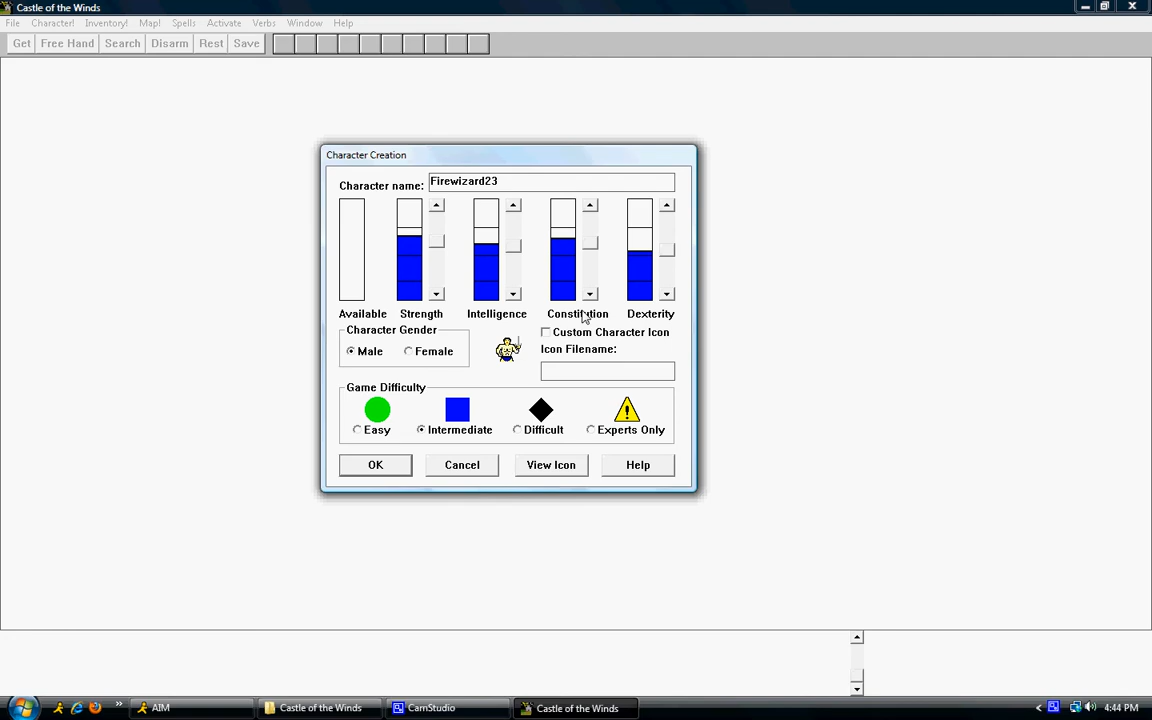 Castle of the Winds
File Character! Inventory! Map! Spells Activate Verbs Window Help
Get Free Hand Search Disarm Rest Save
Character Creation
Character name: Firewizard23
Available Strength Intelligence Constitution Dexterity
Character Gender
Male Female
Custom Character Icon
Icon Filename:
Game Difficulty
Easy Intermediate Difficult Experts Only
OK Cancel View Icon Help
AIM Castle of the Winds CamStudio Castle of the Winds 4:44 PM